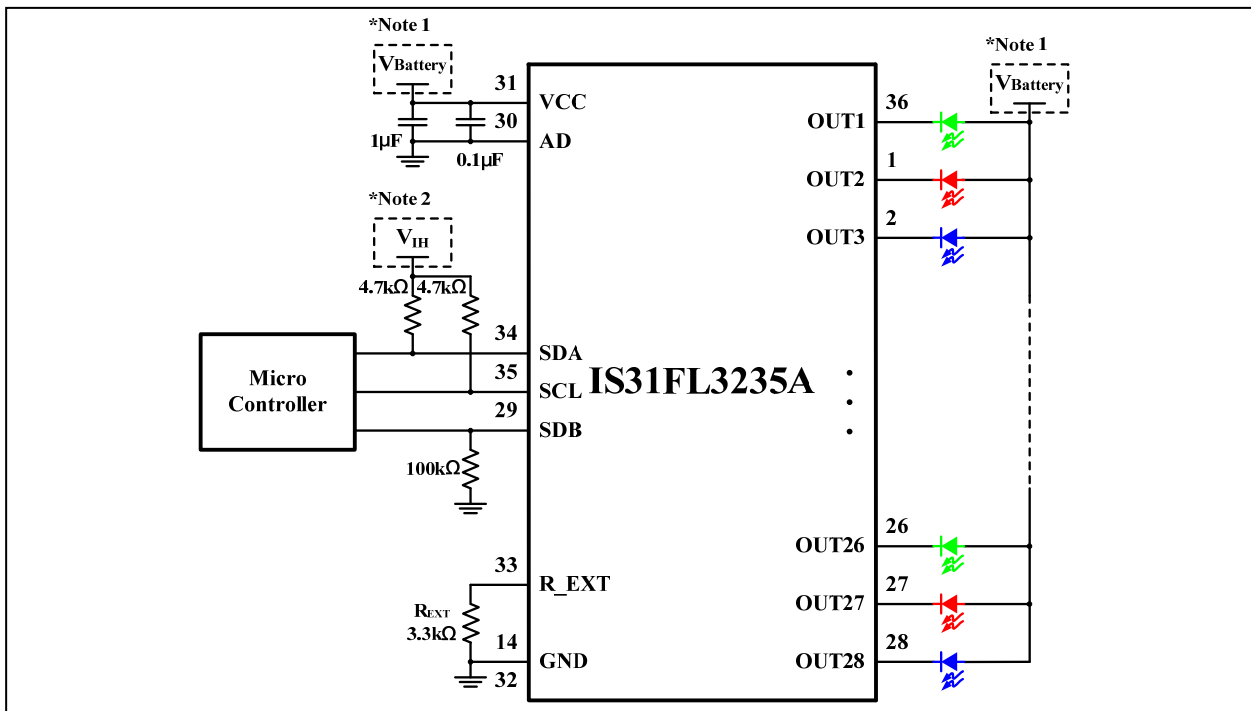 *Note 1
VBattery
31
VCC
1μF
30
AD
0.1μF
*Note 2
VIH
4.7kΩ 4.7kΩ
Micro
Controller
34
SDA
35
SCL
29
SDB
100kΩ
33
R_EXT
REXT
3.3kΩ
14
GND
32
IS31FL3235A
*Note 1
VBattery
OUT1
36
OUT2
1
OUT3
2
OUT26
26
OUT27
27
OUT28
28